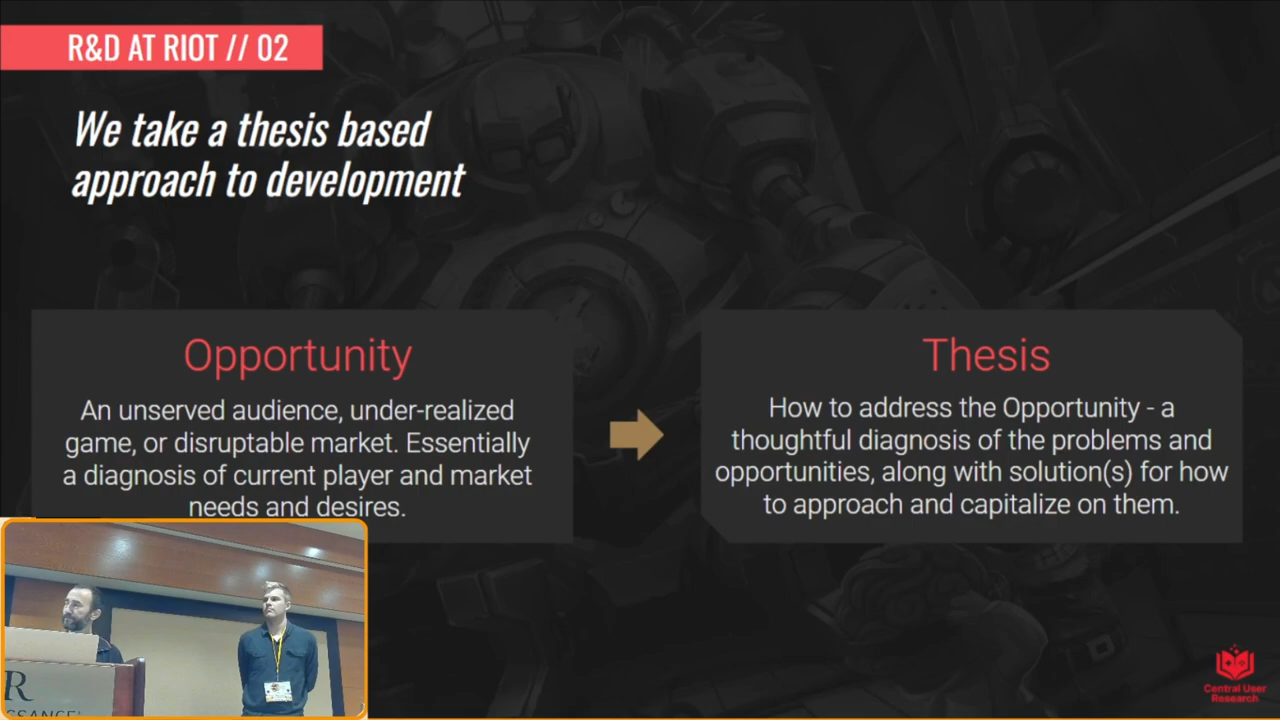 R&D AT RIOT // 02
We take a thesis based
approach to development
Opportunity
An unserved audience, under-realized
game, or disruptable market. Essentially
a diagnosis of current player and market
needs and desires.
Thesis
How to address the Opportunity - a
thoughtful diagnosis of the problems and
opportunities, along with solution(s) for how
to approach and capitalize on them.
R
SSANCE
Central User
Research